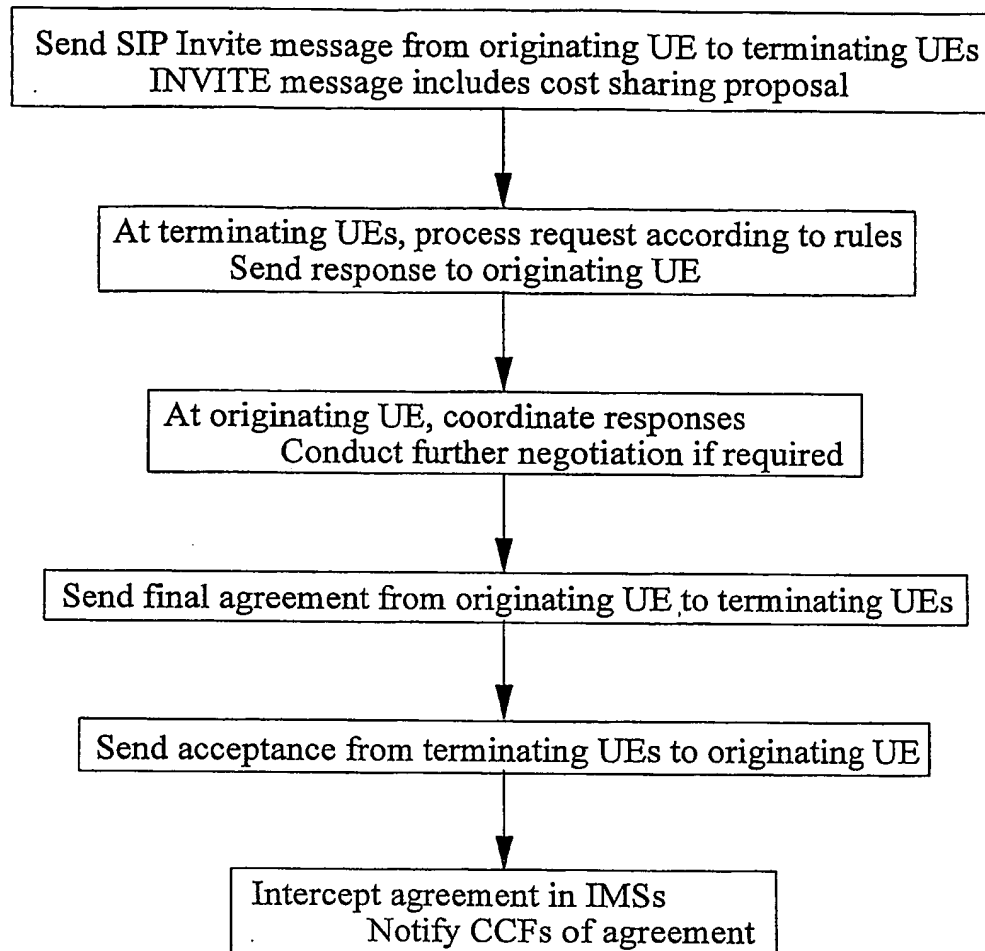 Send SIP Invite message from originating UE to terminating UEs
INVITE message includes cost sharing proposal
At terminating UEs, process request according to rules
Send response to originating UE
At originating UE, coordinate responses
Conduct further negotiation if required
Send final agreement from originating UE to terminating UEs
Send acceptance from terminating UEs to originating UE
Intercept agreement in IMSs
Notify CCFs of agreement